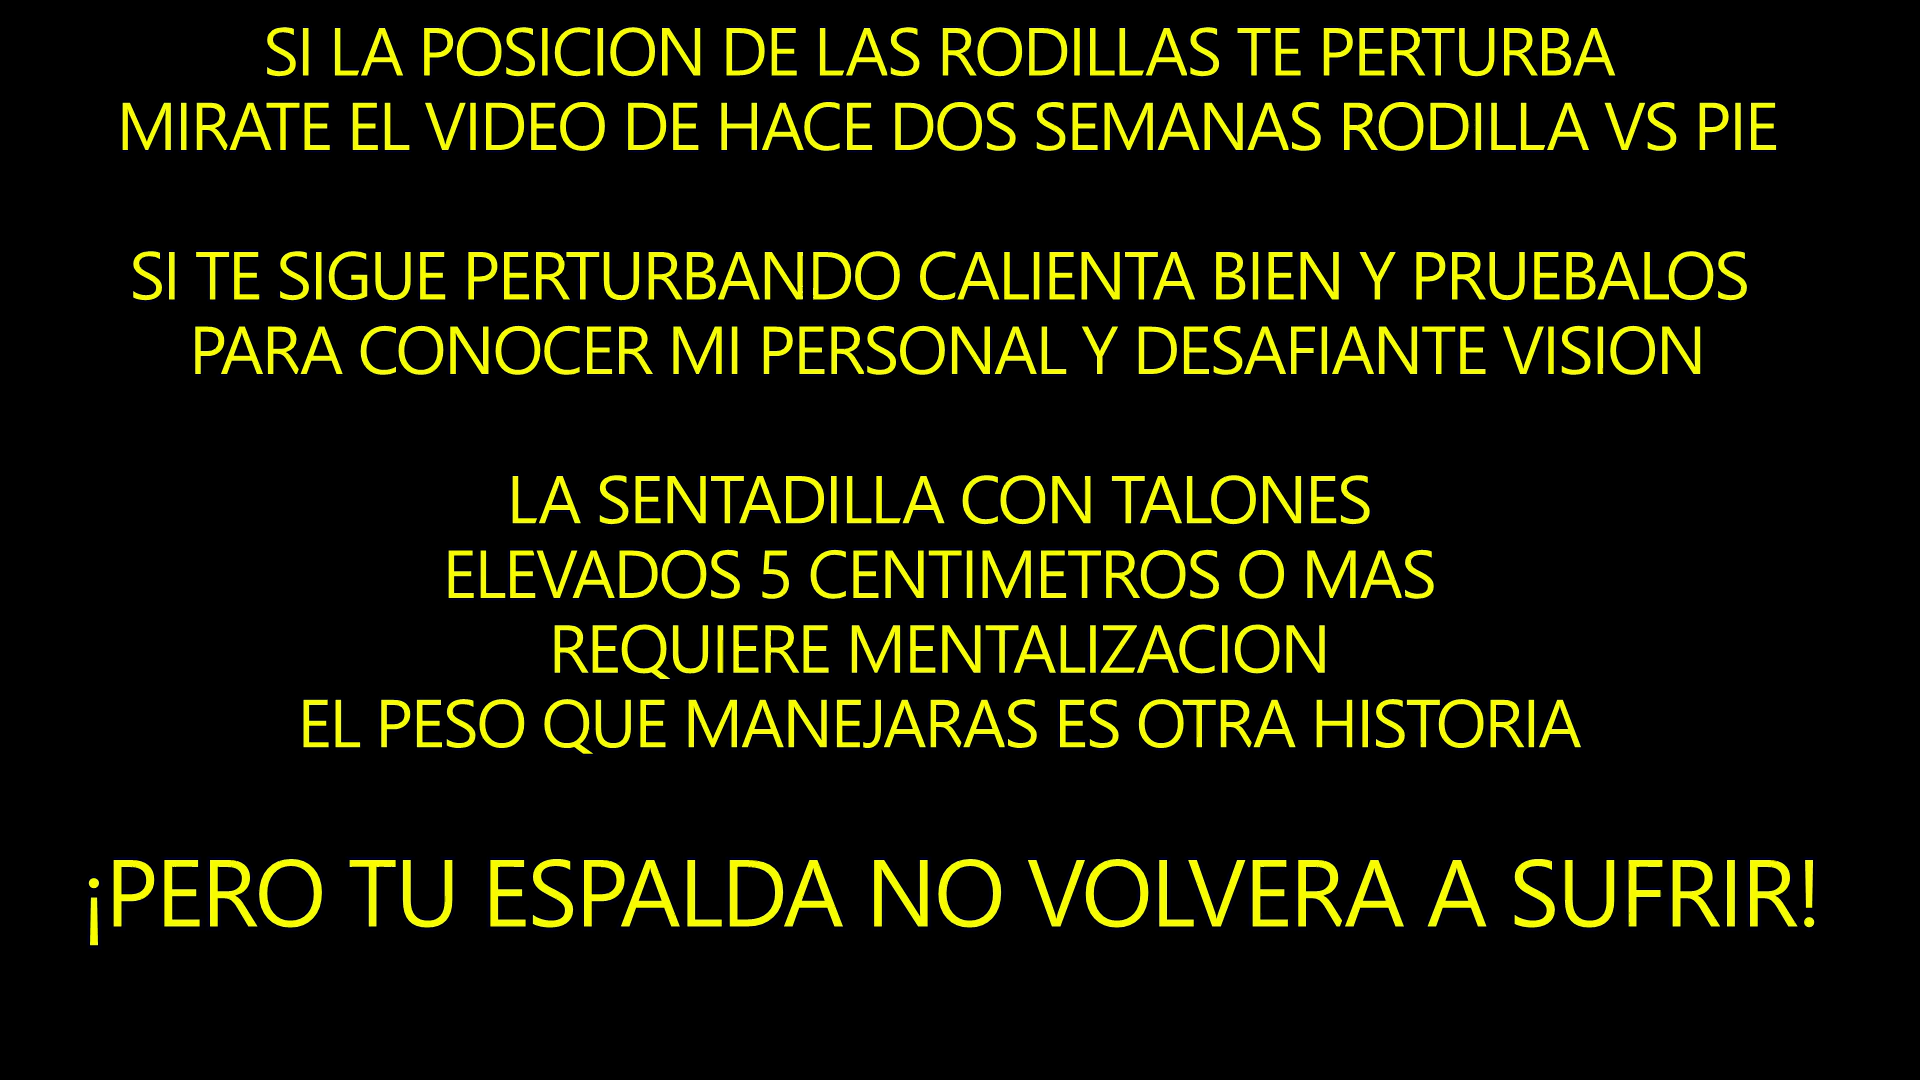 SI LA POSICION DE LAS RODILLAS TE PERTURBA
MIRATE EL VIDEO DE HACE DOS SEMANAS RODILLA VS PIE
SI TE SIGUE PERTURBANDO CALIENTA BIEN Y PRUEBALOS
PARA CONOCER MI PERSONAL Y DESAFIANTE VISION
LA SENTADILLA CON TALONES
ELEVADOS 5 CENTIMETROS O MAS
REQUIERE MENTALIZACION
EL PESO QUE MANEJARAS ES OTRA HISTORIA
¡PERO TU ESPALDA NO VOLVERA A SUFRIR!